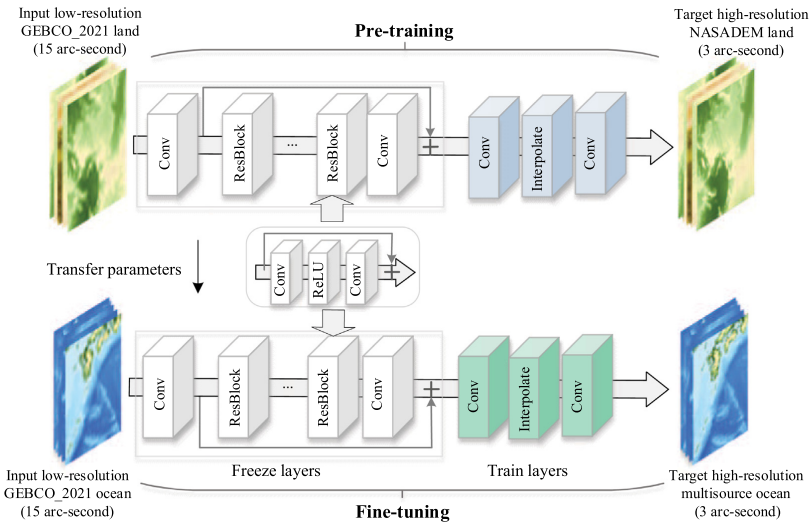 Input low-resolution
GEBCO_2021 land
(15 arc-second)
Pre-training
Target high-resolution
NASADEM land
(3 arc-second)
Conv
ResBlock
...
ResBlock
Conv
Conv
Interpolate
Conv
Transfer parameters
Conv
ReLU
Conv
Conv
ResBlock
...
ResBlock
Conv
Conv
Interpolate
Conv
Freeze layers
Train layers
Input low-resolution
GEBCO_2021 ocean
(15 arc-second)
Fine-tuning
Target high-resolution
multisource ocean
(3 arc-second)